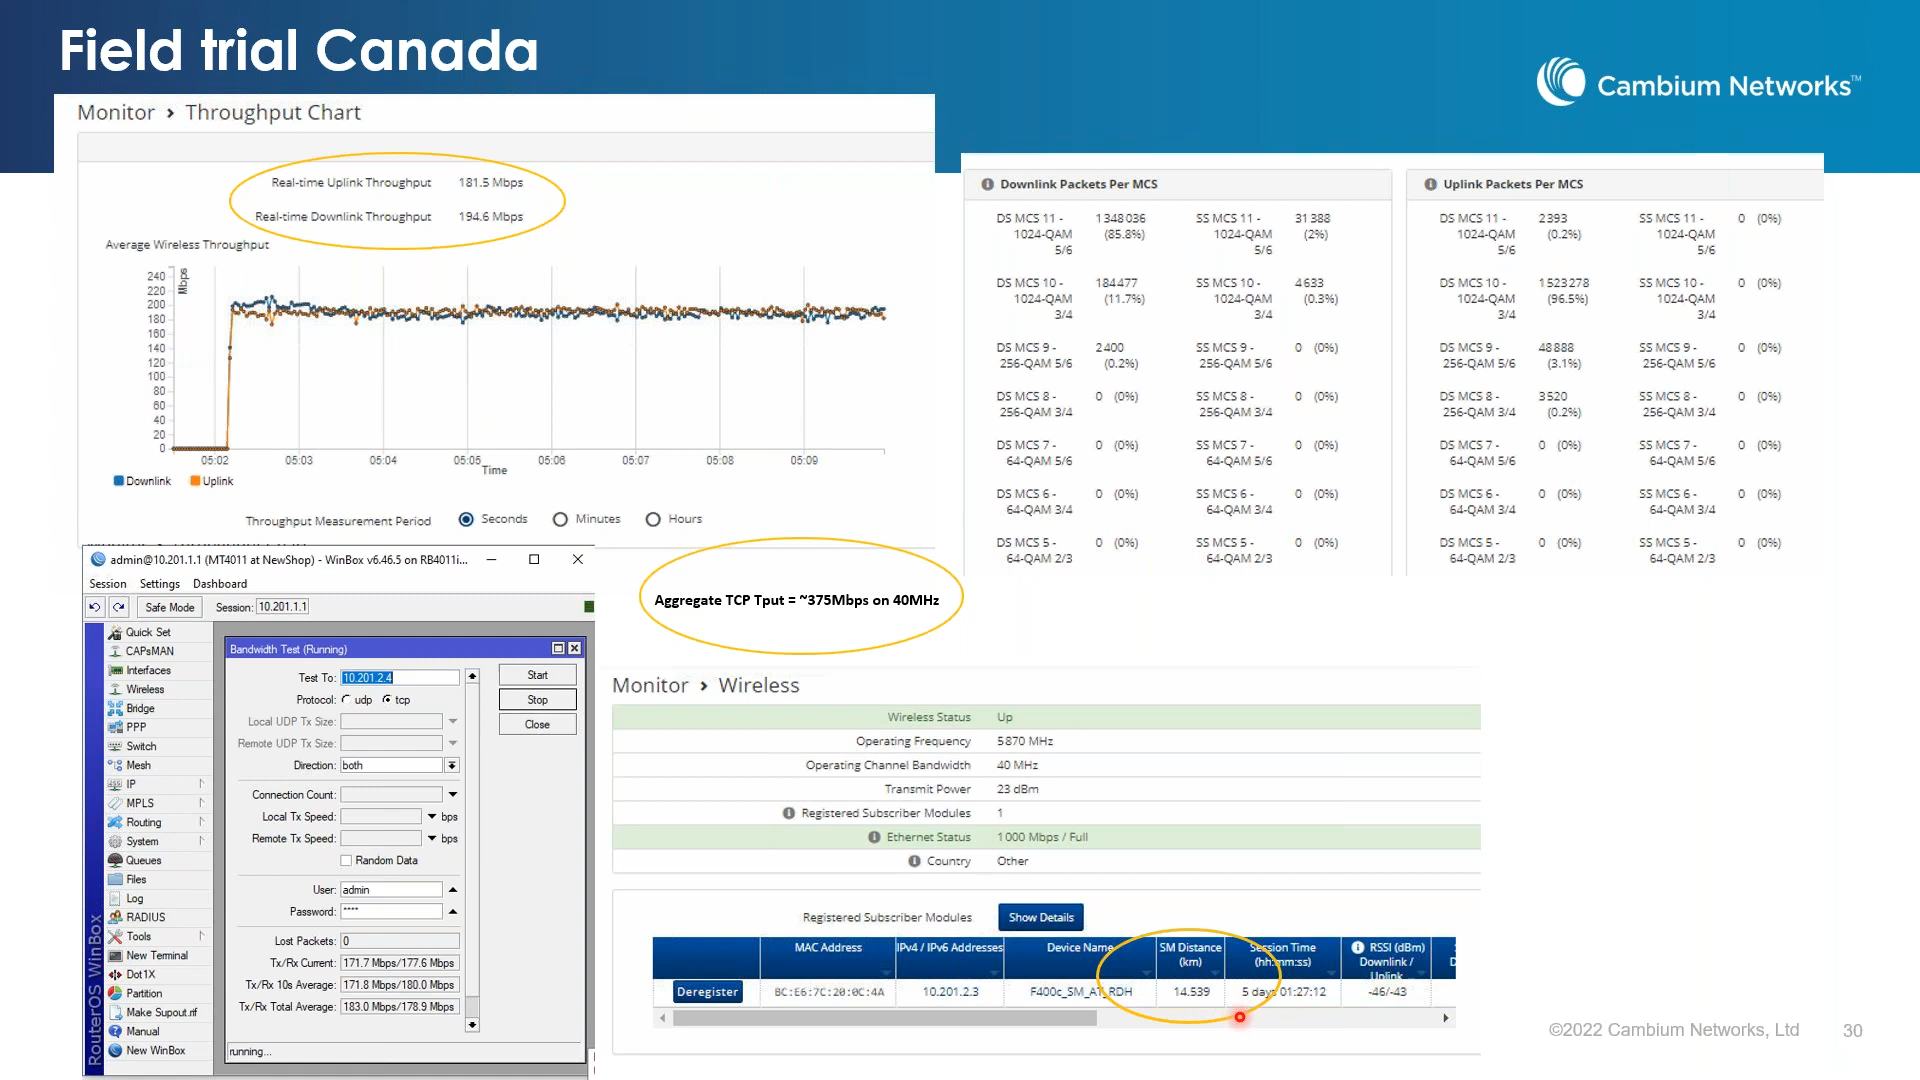 Field trial Canada
Cambium Networks™
Monitor > Throughput Chart
Real-time Uplink Throughput 181.5 Mbps
Real-time Downlink Throughput 194.6 Mbps
Average Wireless Throughput
Mbps
240
220
200
180
160
140
120
100
80
60
40
20
0
05:02 05:03 05:04 05:05 05:06 05:07 05:08 05:09
Time
Downlink Uplink
Throughput Measurement Period Seconds Minutes Hours
Downlink Packets Per MCS
DS MCS 11 - 1348036 SS MCS 11 - 31388
1024-QAM (85.8%) 1024-QAM (2%)
5/6 5/6
DS MCS 10 - 184477 SS MCS 10 - 4633
1024-QAM (11.7%) 1024-QAM (0.3%)
3/4 3/4
DS MCS 9 - 2400 SS MCS 9 - 0 (0%)
256-QAM 5/6 (0.2%) 256-QAM 5/6
DS MCS 8 - 0 (0%) SS MCS 8 - 0 (0%)
256-QAM 3/4 256-QAM 3/4
DS MCS 7 - 0 (0%) SS MCS 7 - 0 (0%)
64-QAM 5/6 64-QAM 5/6
DS MCS 6 - 0 (0%) SS MCS 6 - 0 (0%)
64-QAM 3/4 64-QAM 3/4
DS MCS 5 - 0 (0%) SS MCS 5 - 0 (0%)
64-QAM 2/3 64-QAM 2/3
Uplink Packets Per MCS
DS MCS 11 - 2393 SS MCS 11 - 0 (0%)
1024-QAM (0.2%) 1024-QAM
5/6 5/6
DS MCS 10 - 1523278 SS MCS 10 - 0 (0%)
1024-QAM (96.5%) 1024-QAM
3/4 3/4
DS MCS 9 - 48888 SS MCS 9 - 0 (0%)
256-QAM 5/6 (3.1%) 256-QAM 5/6
DS MCS 8 - 3520 SS MCS 8 - 0 (0%)
256-QAM 3/4 (0.2%) 256-QAM 3/4
DS MCS 7 - 0 (0%) SS MCS 7 - 0 (0%)
64-QAM 5/6 64-QAM 5/6
DS MCS 6 - 0 (0%) SS MCS 6 - 0 (0%)
64-QAM 3/4 64-QAM 3/4
DS MCS 5 - 0 (0%) SS MCS 5 - 0 (0%)
64-QAM 2/3 64-QAM 2/3
admin@10.201.1.1 (MT4011 at NewShop) - WinBox v6.46.5 on RB4011i...
Session Settings Dashboard
Safe Mode Session: 10.201.1.1
RouterOS WinBox
Quick Set
CAPsMAN
Interfaces
Wireless
Bridge
PPP
Switch
Mesh
IP
MPLS
Routing
System
Queues
Files
Log
RADIUS
Tools
New Terminal
Dot1X
Partition
Make Supout.rif
Manual
New WinBox
Bandwidth Test (Running)
Test To: 10.201.2.4
Protocol: udp tcp
Local UDP Tx Size:
Remote UDP Tx Size:
Direction: both
Connection Count:
Local Tx Speed: bps
Remote Tx Speed: bps
Random Data
User: admin
Password: ****
Lost Packets: 0
Tx/Rx Current: 171.7 Mbps/177.6 Mbps
Tx/Rx 10s Average: 171.8 Mbps/180.0 Mbps
Tx/Rx Total Average: 183.0 Mbps/178.9 Mbps
running...
Start
Stop
Close
Aggregate TCP Tput = ~375Mbps on 40MHz
Monitor > Wireless
Wireless Status Up
Operating Frequency 5870 MHz
Operating Channel Bandwidth 40 MHz
Transmit Power 23 dBm
Registered Subscriber Modules 1
Ethernet Status 1000 Mbps / Full
Country Other
Registered Subscriber Modules Show Details
MAC Address IPv4 / IPv6 Addresses Device Name SM Distance (km) Session Time (hh:mm:ss) RSSI (dBm) Downlink / Uplink
Deregister BC:E6:7C:20:0C:4A 10.201.2.3 F400c_SM_AT_RDH 14.539 5 days 01:27:12 -46/-43
©2022 Cambium Networks, Ltd 30